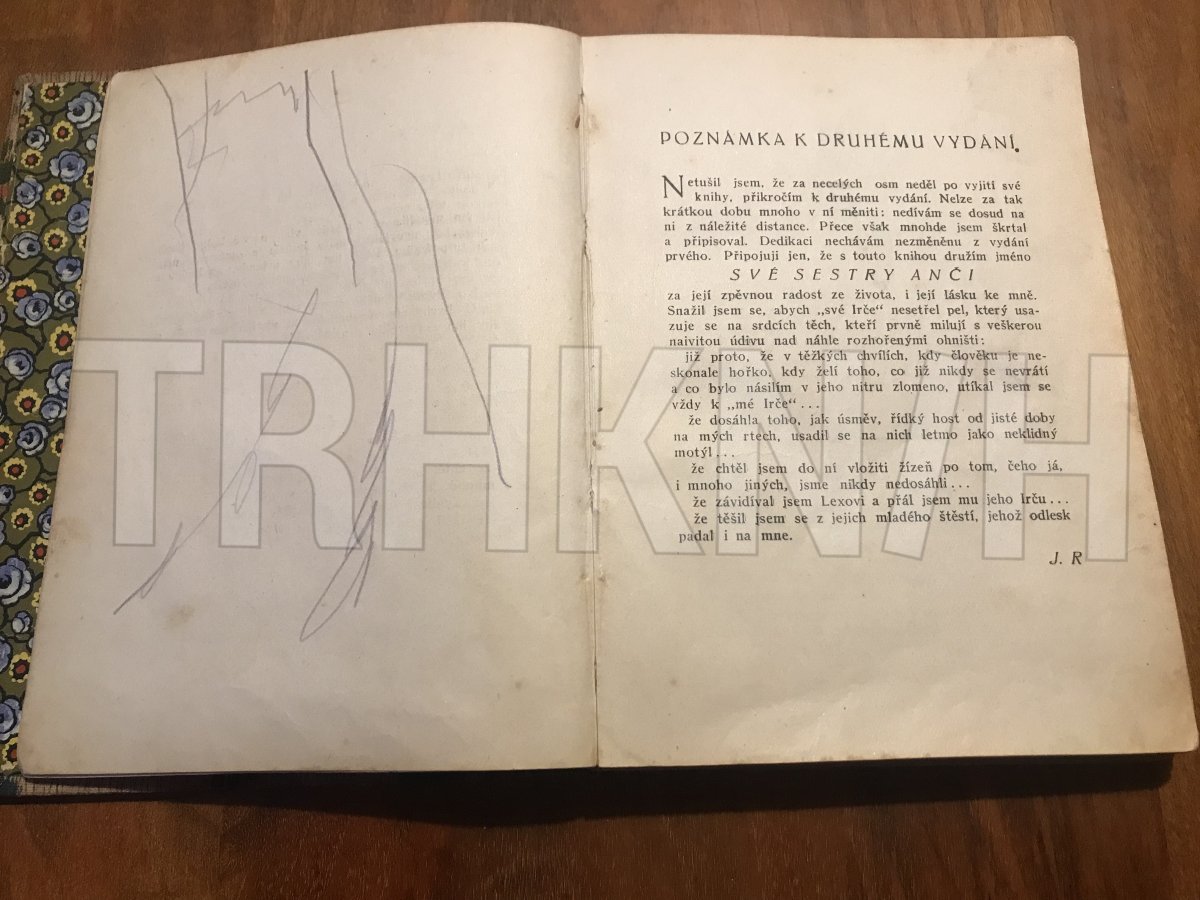 POZNÁMKA K DRUHÉMU VYDÁNÍ.
Netušil jsem, že za necelých osm neděl po vyjití své
knihy, přikročím k druhému vydání. Nelze za tak
krátkou dobu mnoho v ní měniti: nedívám se dosud na
ni z náležité distance. Přece však mnohde jsem škrtal
a připisoval. Dedikaci nechávám nezměněnu z vydání
prvého. Připojuji jen, že s touto knihou družím jméno
SVÉ SESTRY ANČI
za její zpěvnou radost ze života, i její lásku ke mně.
Snažil jsem se, abych „své Irče“ nesetřel pel, který usa-
zuje se na srdcích těch, kteří prvně milují s veškerou
naivitou údivu nad náhle rozhořenými ohništi:
již proto, že v těžkých chvílích, kdy člověku je ne-
skonale hořko, kdy želí toho, co již nikdy se nevrátí
a co bylo násilím v jeho nitru zlomeno, utíkal jsem se
vždy k „mé Irče“...
že dosáhla toho, jak úsměv, řídký host od jisté doby
na mých rtech, usadil se na nich letmo jako neklidný
motýl...
že chtěl jsem do ní vložiti žízeň po tom, čeho já,
i mnoho jiných, jsme nikdy nedosáhli...
že závidíval jsem Lexovi a přál jsem mu jeho Irču...
že těšil jsem se z jejich mladého štěstí, jehož odlesk
padal i na mne.
J. R
TRHKNIH